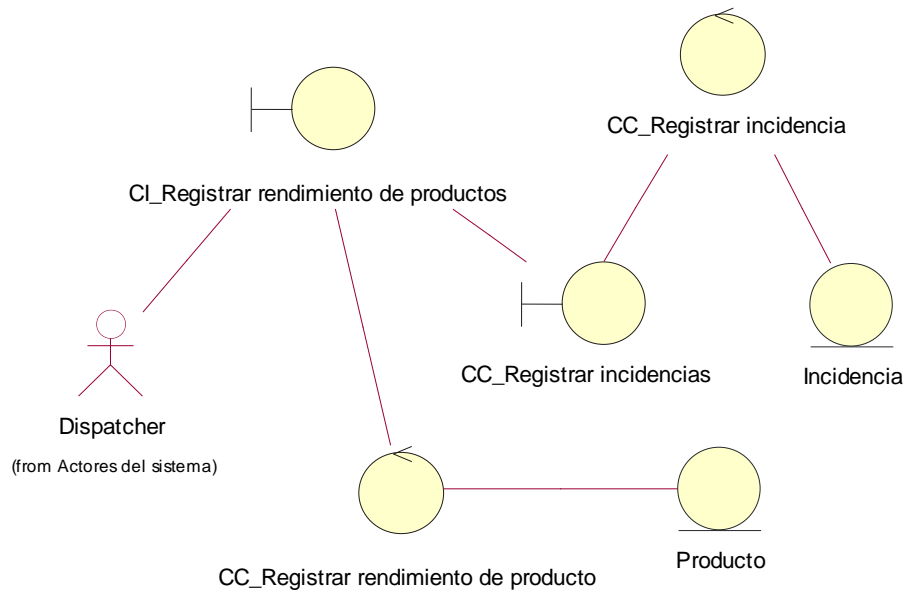 CC_Registrar incidencia
CI_Registrar rendimiento de productos
CC_Registrar incidencias
Incidencia
Dispatcher
(from Actores del sistema)
Producto
CC_Registrar rendimiento de producto